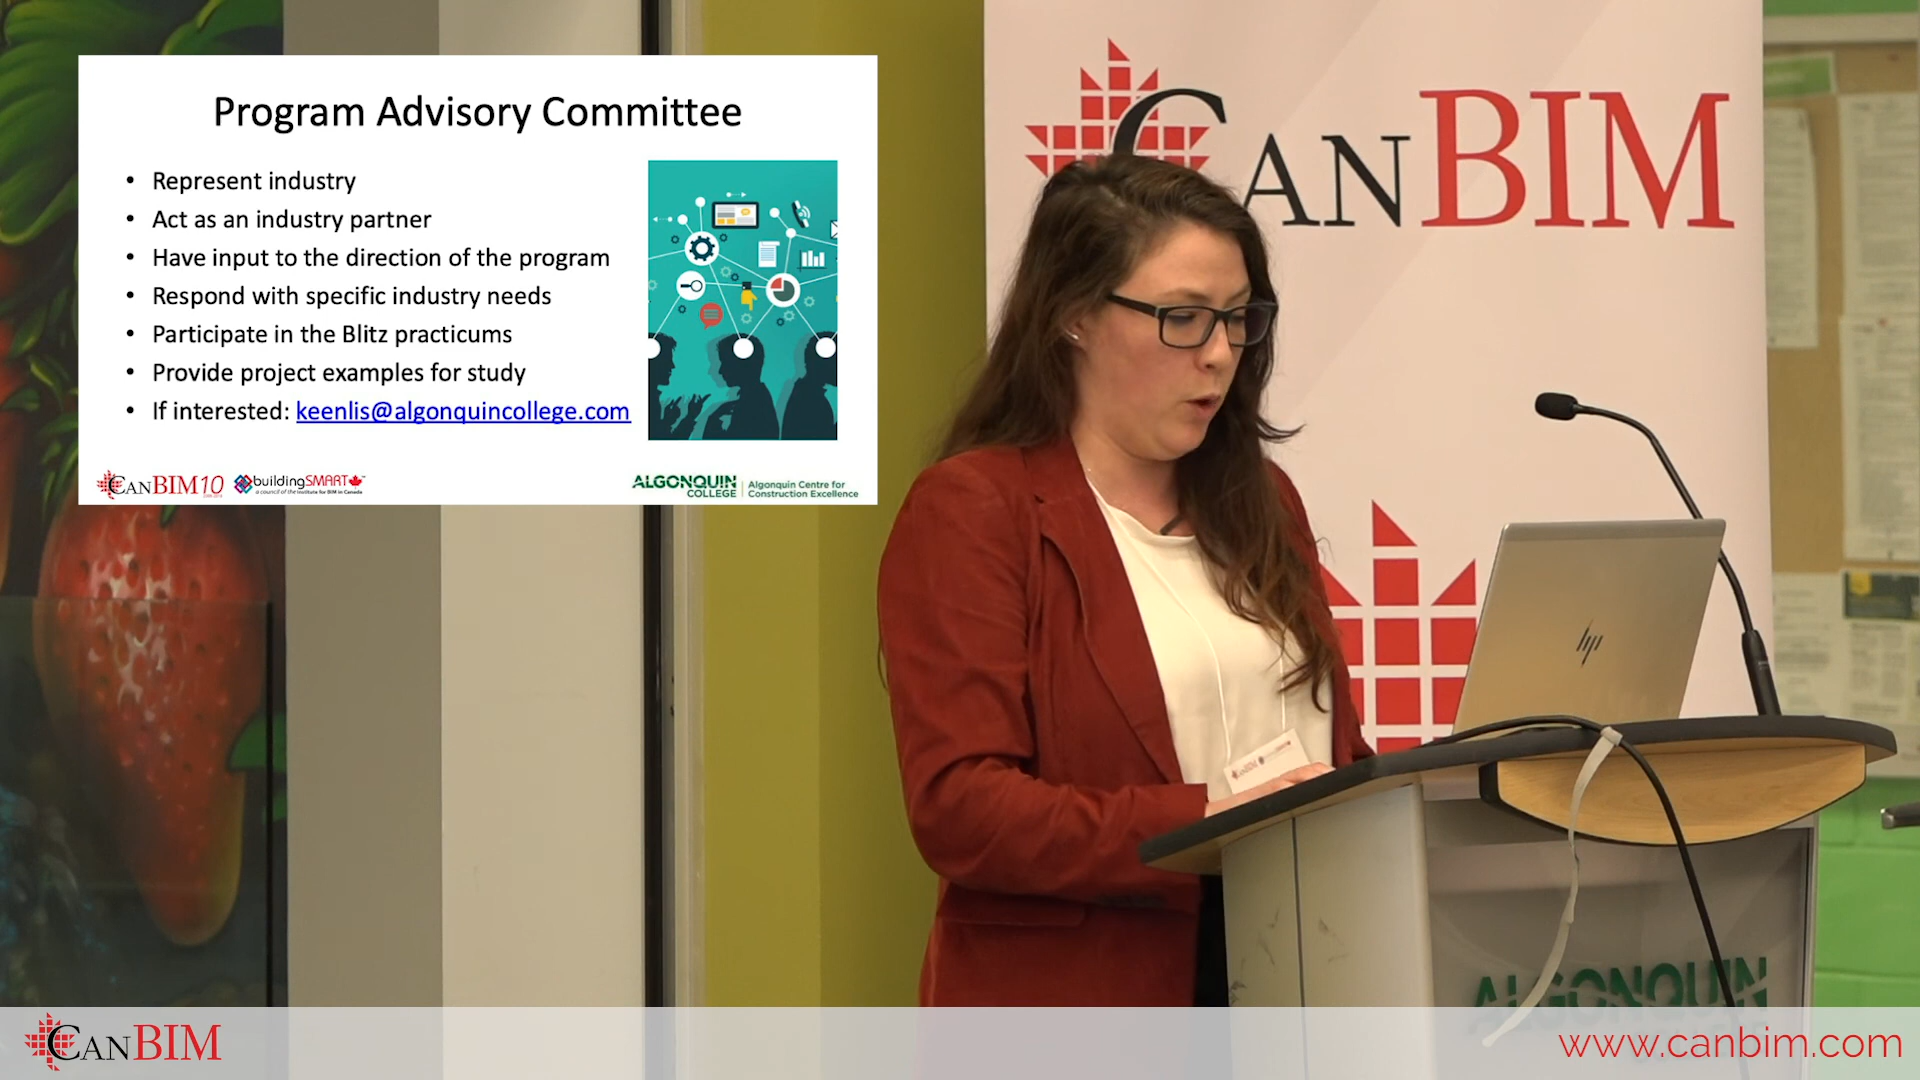 Program Advisory Committee
• Represent industry
• Act as an industry partner
• Have input to the direction of the program
• Respond with specific industry needs
• Participate in the Blitz practicums
• Provide project examples for study
• If interested: keenlis@algonquincollege.com
CANBIM10
buildingSMART
a council of the Institute for BIM in Canada
ALGONQUIN
COLLEGE
Algonquin Centre for
Construction Excellence
CANBIM
hp
CANBIM
ALGONQUIN
CANBIM
www.canbim.com